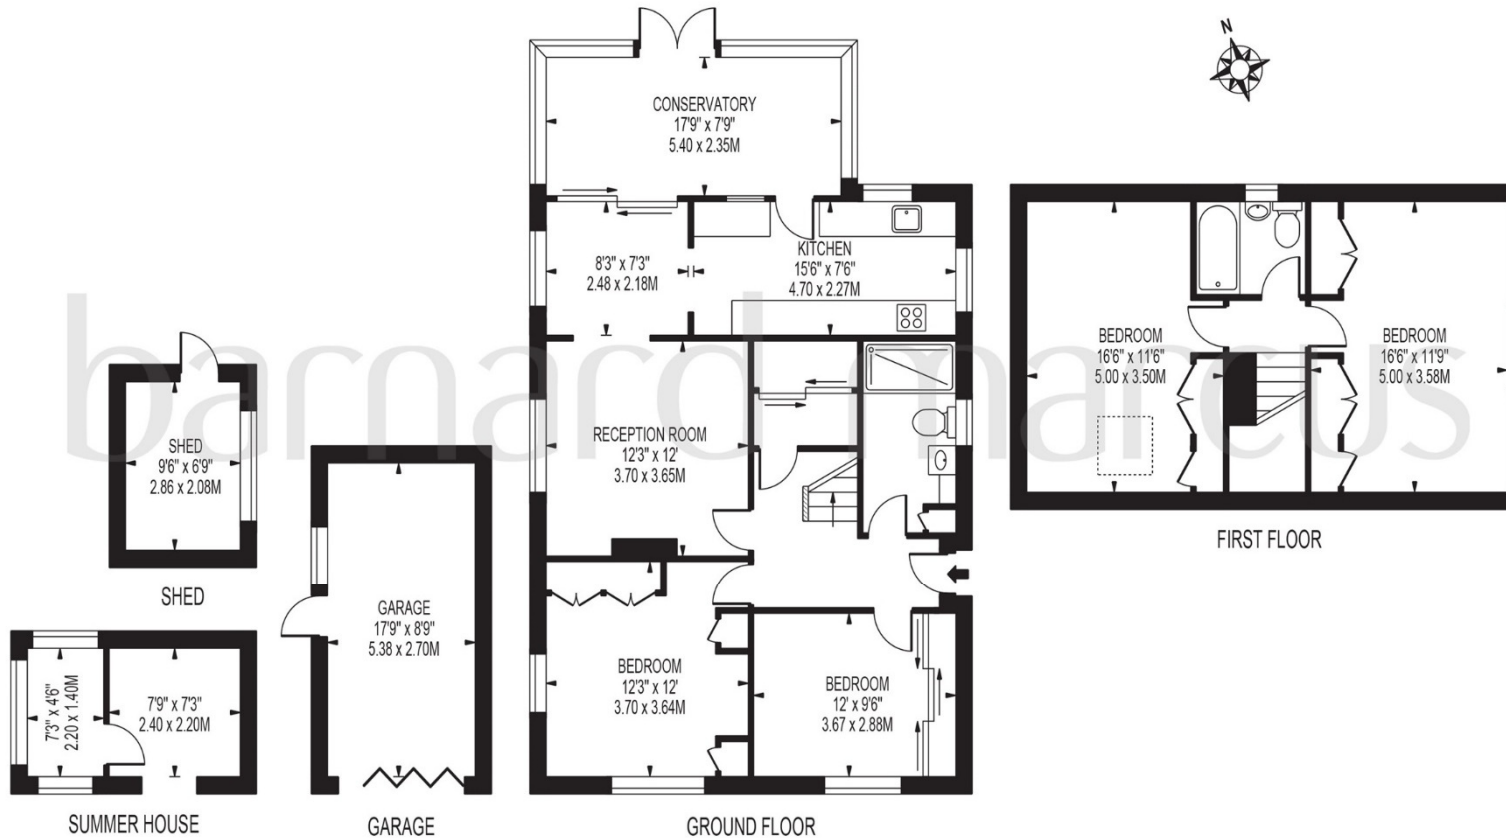 N
CONSERVATORY
17'9" x 7'9"
5.40 x 2.35M
8'3" x 7'3"
2.48 x 2.18M
KITCHEN
15'6" x 7'6"
4.70 x 2.27M
BEDROOM
16'6" x 11'6"
5.00 x 3.50M
BEDROOM
16'6" x 11'9"
5.00 x 3.58M
barnard marcus
SHED
9'6" x 6'9"
2.86 x 2.08M
RECEPTION ROOM
12'3" x 12'
3.70 x 3.65M
FIRST FLOOR
SHED
GARAGE
17'9" x 8'9"
5.38 x 2.70M
7'3" x 4'6"
2.20 x 1.40M
7'9" x 7'3"
2.40 x 2.20M
BEDROOM
12'3" x 12'
3.70 x 3.64M
BEDROOM
12' x 9'6"
3.67 x 2.88M
SUMMER HOUSE
GARAGE
GROUND FLOOR